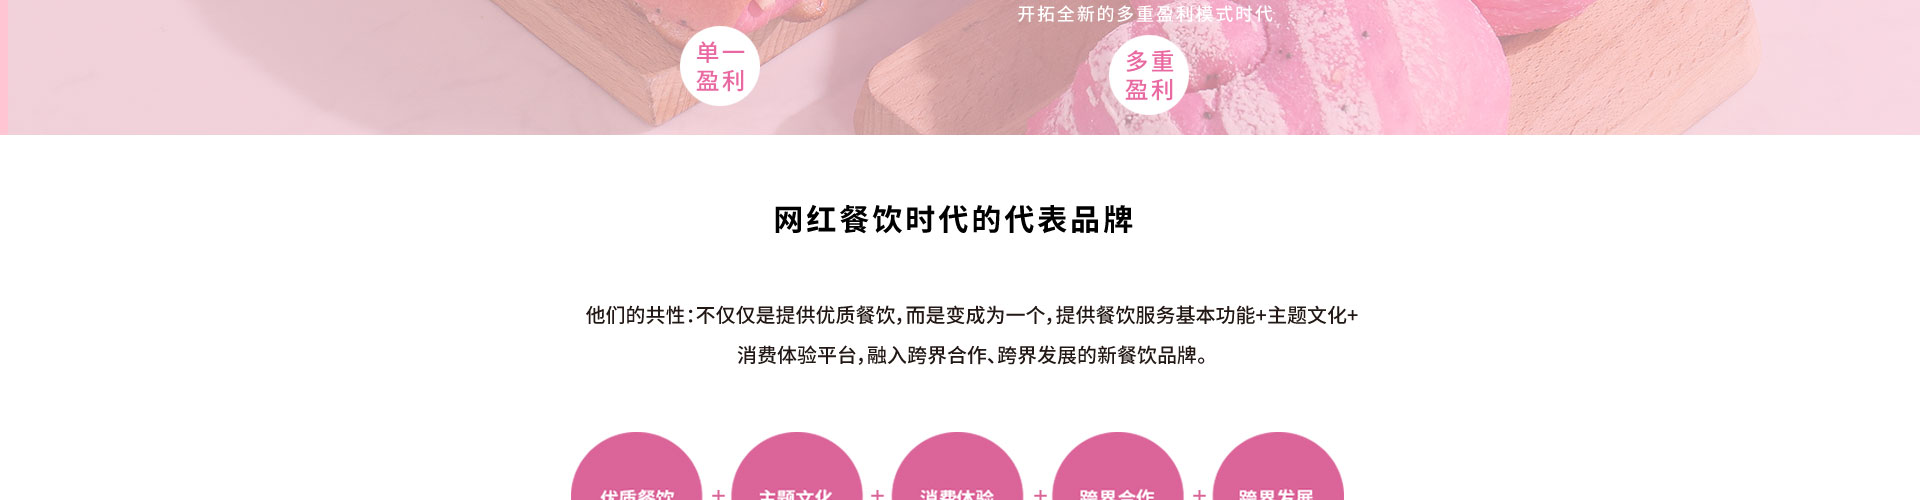 开拓全新的多重盈利模式时代
单一
盈利
多重
盈利
网红餐饮时代的代表品牌
他们的共性：不仅仅是提供优质餐饮，而是变成为一个，提供餐饮服务基本功能+主题文化+
消费体验平台，融入跨界合作、跨界发展的新餐饮品牌。
优质餐饮 + 主题文化 + 消费体验 + 跨界合作 + 跨界发展